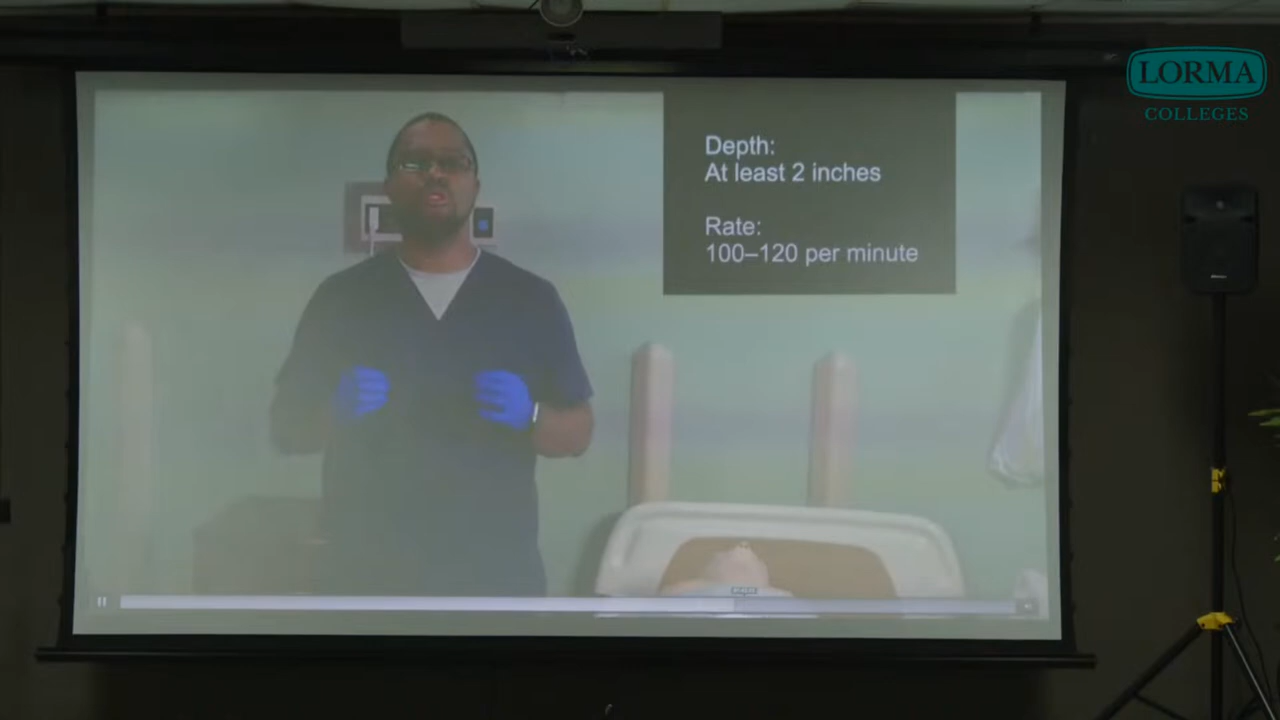 LORMA
COLLEGES
Depth:
At least 2 inches
Rate:
100–120 per minute